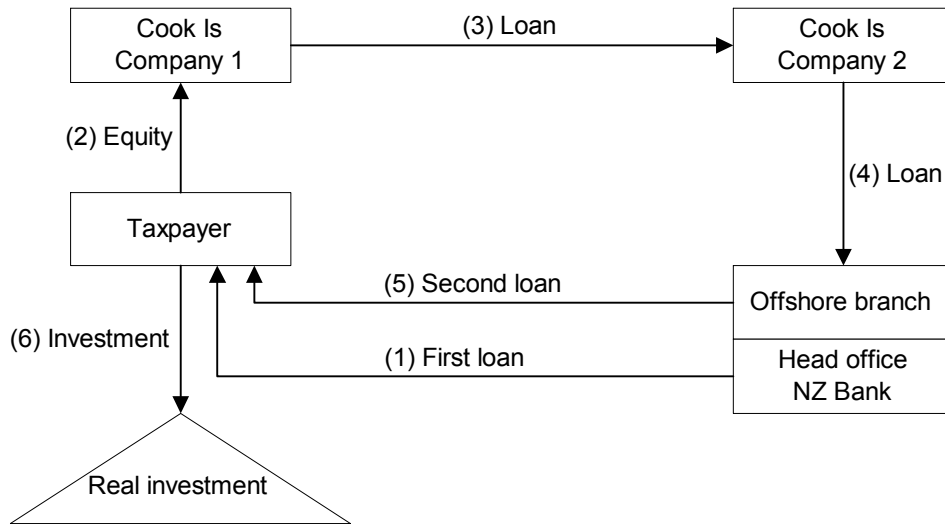 Cook Is
Company 1
(3) Loan
Cook Is
Company 2
(2) Equity
(4) Loan
Taxpayer
(5) Second loan
Offshore branch
(6) Investment
(1) First loan
Head office
NZ Bank
Real investment